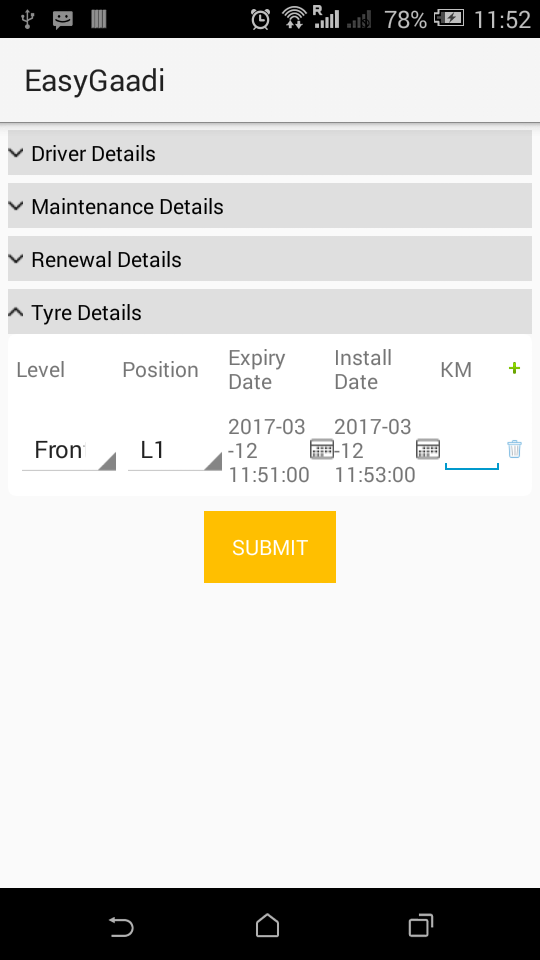 R 78% 11:52
EasyGaadi
Driver Details
Maintenance Details
Renewal Details
Tyre Details
Level Position Expiry Date Install Date KM +
Fron L1 2017-03 2017-03
-12 -12
11:51:00 11:53:00
SUBMIT